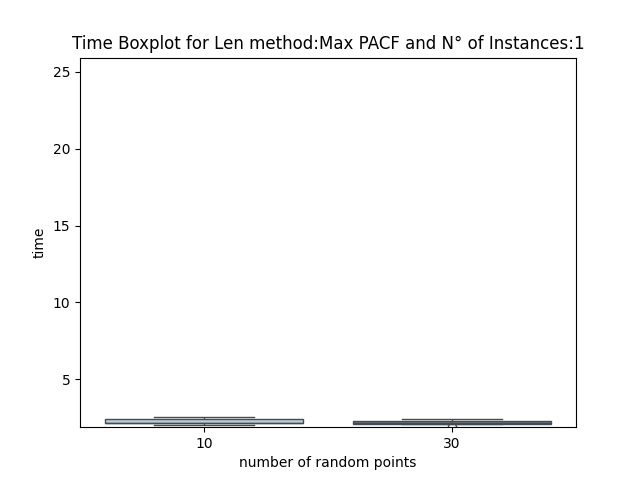 Time Boxplot for Len method:Max PACF and N° of Instances:1
25
20
15
10
5
time
10 30
number of random points